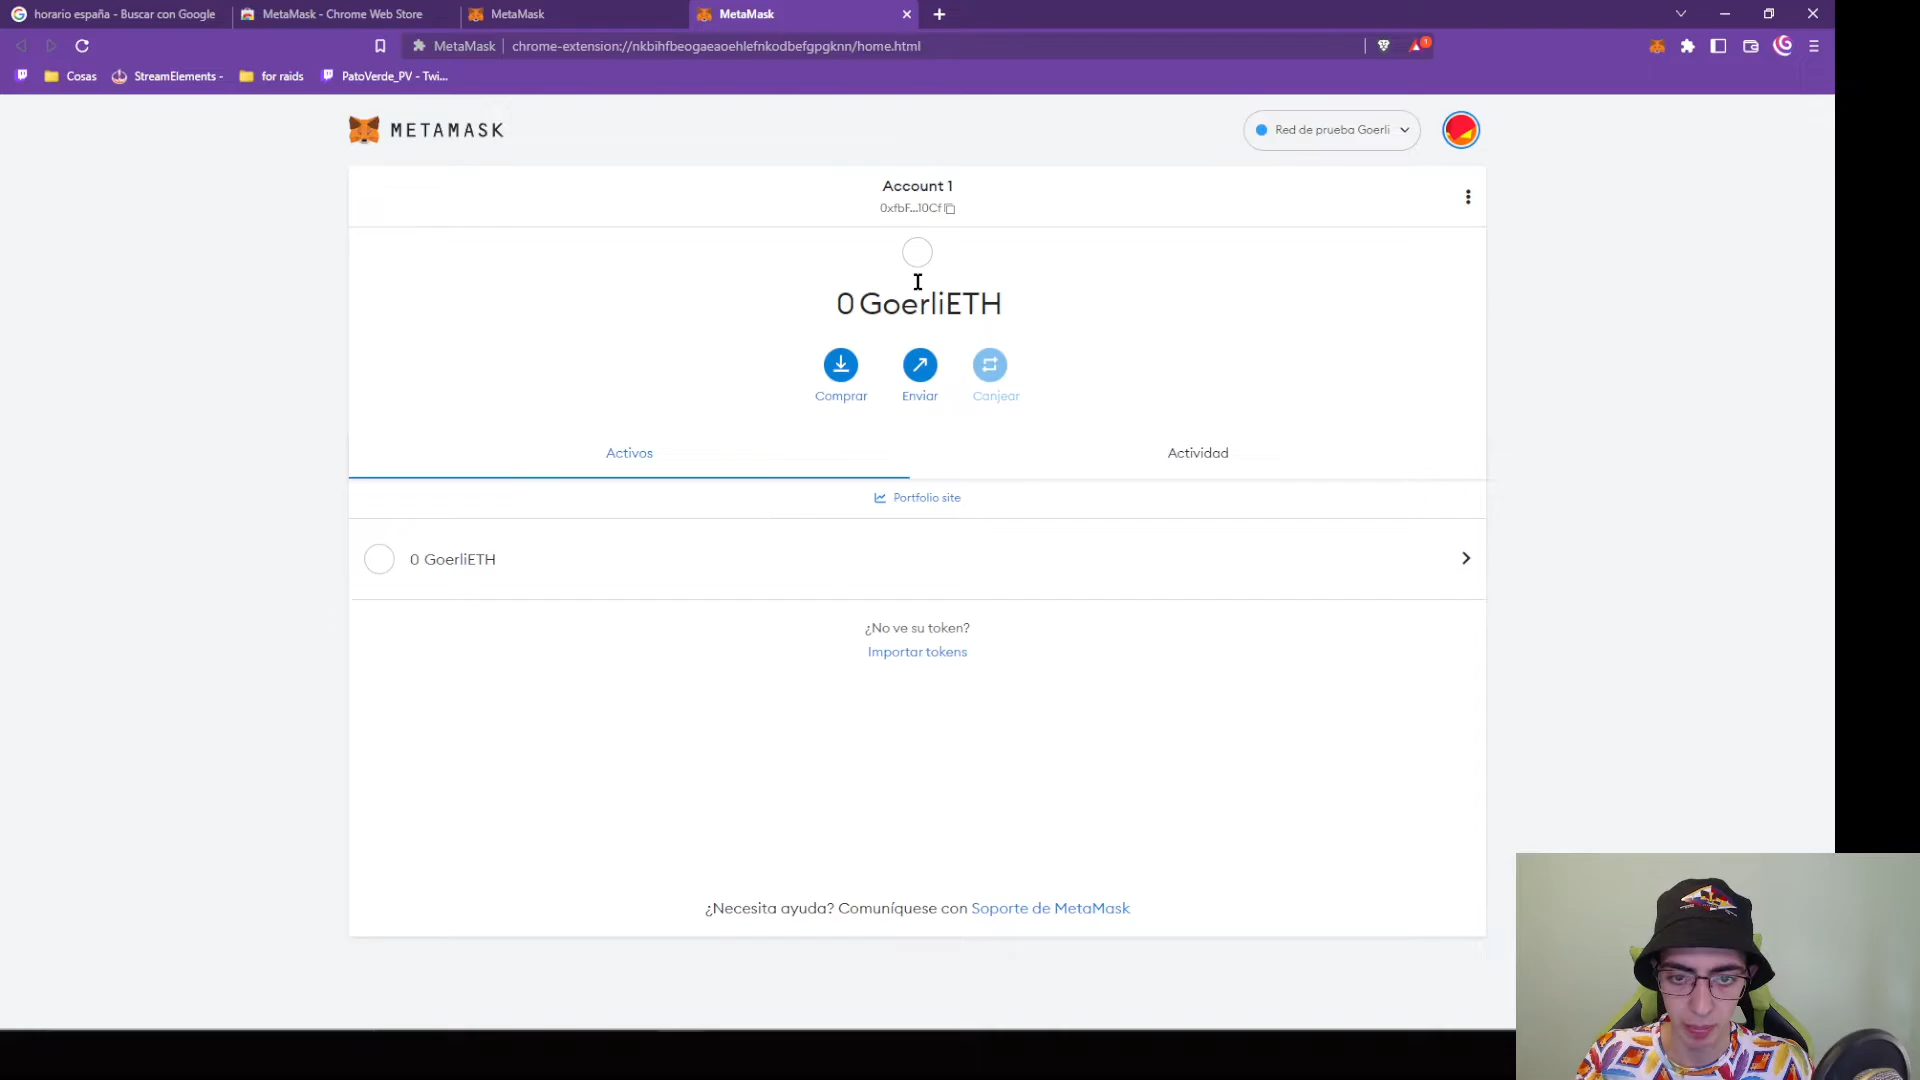 horario españa - Buscar con Google
MetaMask - Chrome Web Store
MetaMask
MetaMask
MetaMask
chrome-extension://nkbihfbeogaeaoehlefnkodbefgpgknn/home.html
1
Cosas
StreamElements -
for raids
PatoVerde_PV - Twi...
METAMASK
Red de prueba Goerli
Account 1
0xfbF...10Cf
0 GoerliETH
Comprar
Enviar
Canjear
Activos
Actividad
Portfolio site
0 GoerliETH
¿No ve su token?
Importar tokens
¿Necesita ayuda? Comuníquese con Soporte de MetaMask